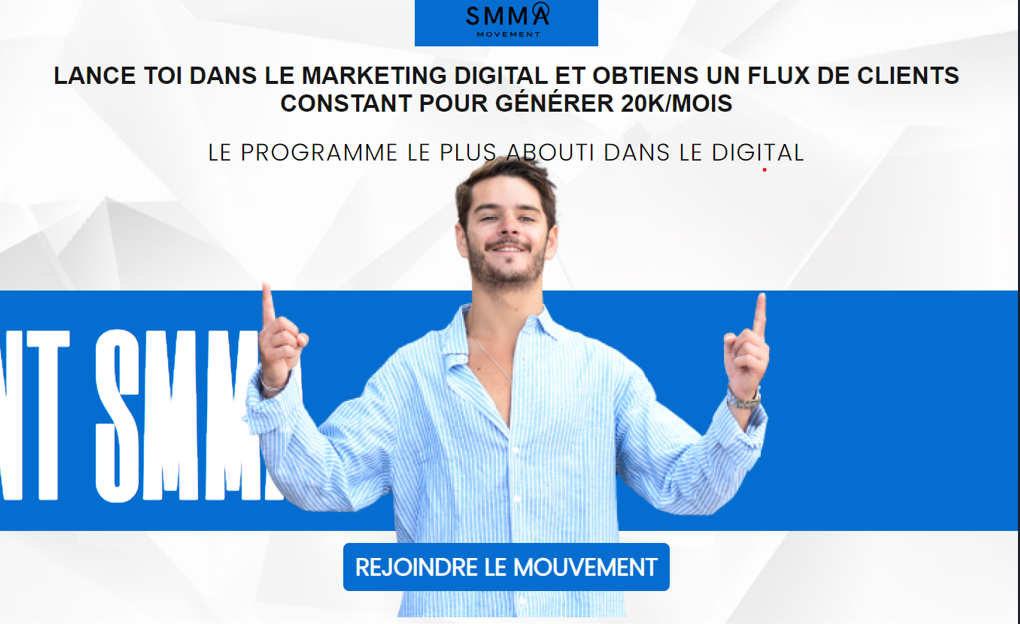 SMMA
MOVEMENT
LANCE TOI DANS LE MARKETING DIGITAL ET OBTIENS UN FLUX DE CLIENTS
CONSTANT POUR GÉNÉRER 20K/MOIS
LE PROGRAMME LE PLUS ABOUTI DANS LE DIGITAL
NT SMMA
REJOINDRE LE MOUVEMENT